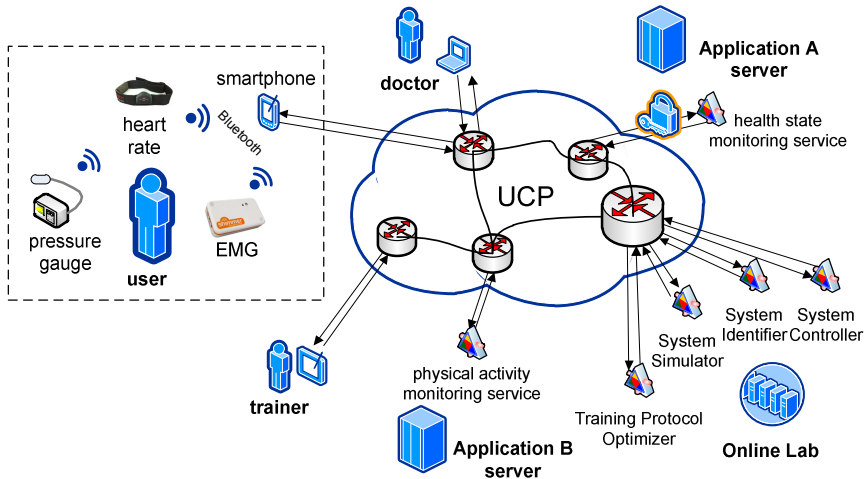 doctor
Application A
server
smartphone
heart
rate
Bluetooth
health state
monitoring service
UCP
pressure
gauge
user
EMG
System
Simulator
System
Identifier
System
Controller
trainer
physical activity
monitoring service
Training Protocol
Optimizer
Application B
server
Online Lab